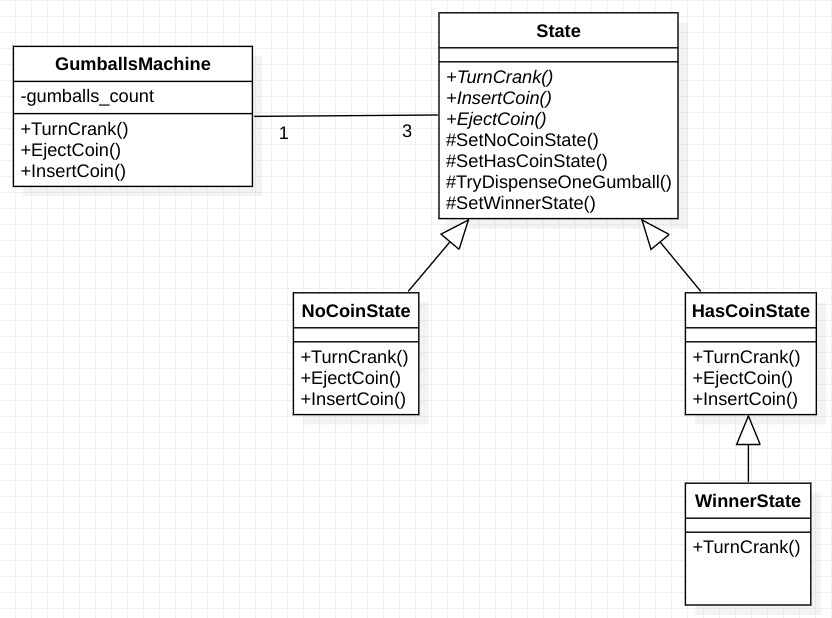 GumballsMachine
-gumballs_count
+TurnCrank()
+EjectCoin()
+InsertCoin()
1
3
State
+TurnCrank()
+InsertCoin()
+EjectCoin()
#SetNoCoinState()
#SetHasCoinState()
#TryDispenseOneGumball()
#SetWinnerState()
NoCoinState
+TurnCrank()
+EjectCoin()
+InsertCoin()
HasCoinState
+TurnCrank()
+EjectCoin()
+InsertCoin()
WinnerState
+TurnCrank()